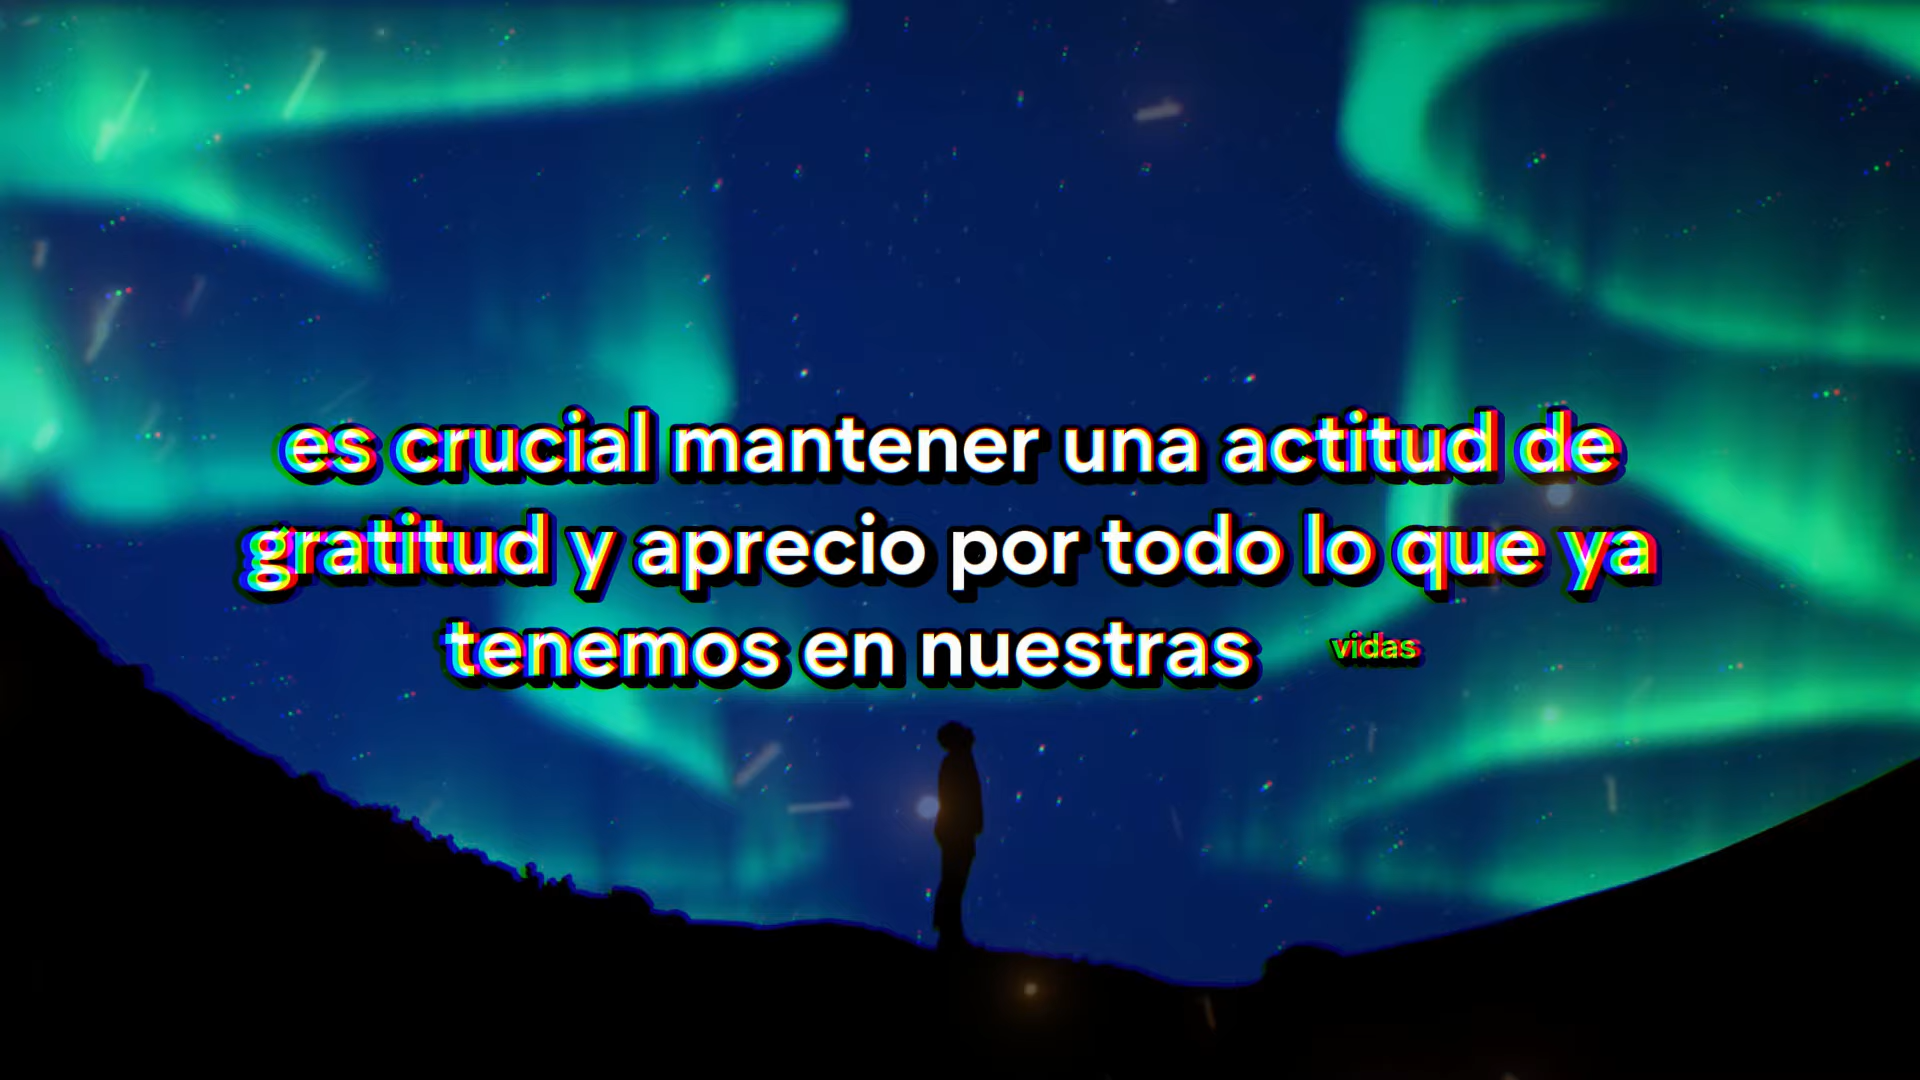 es crucial mantener una actitud de
gratitud y aprecio por todo lo que ya
tenemos en nuestras vidas